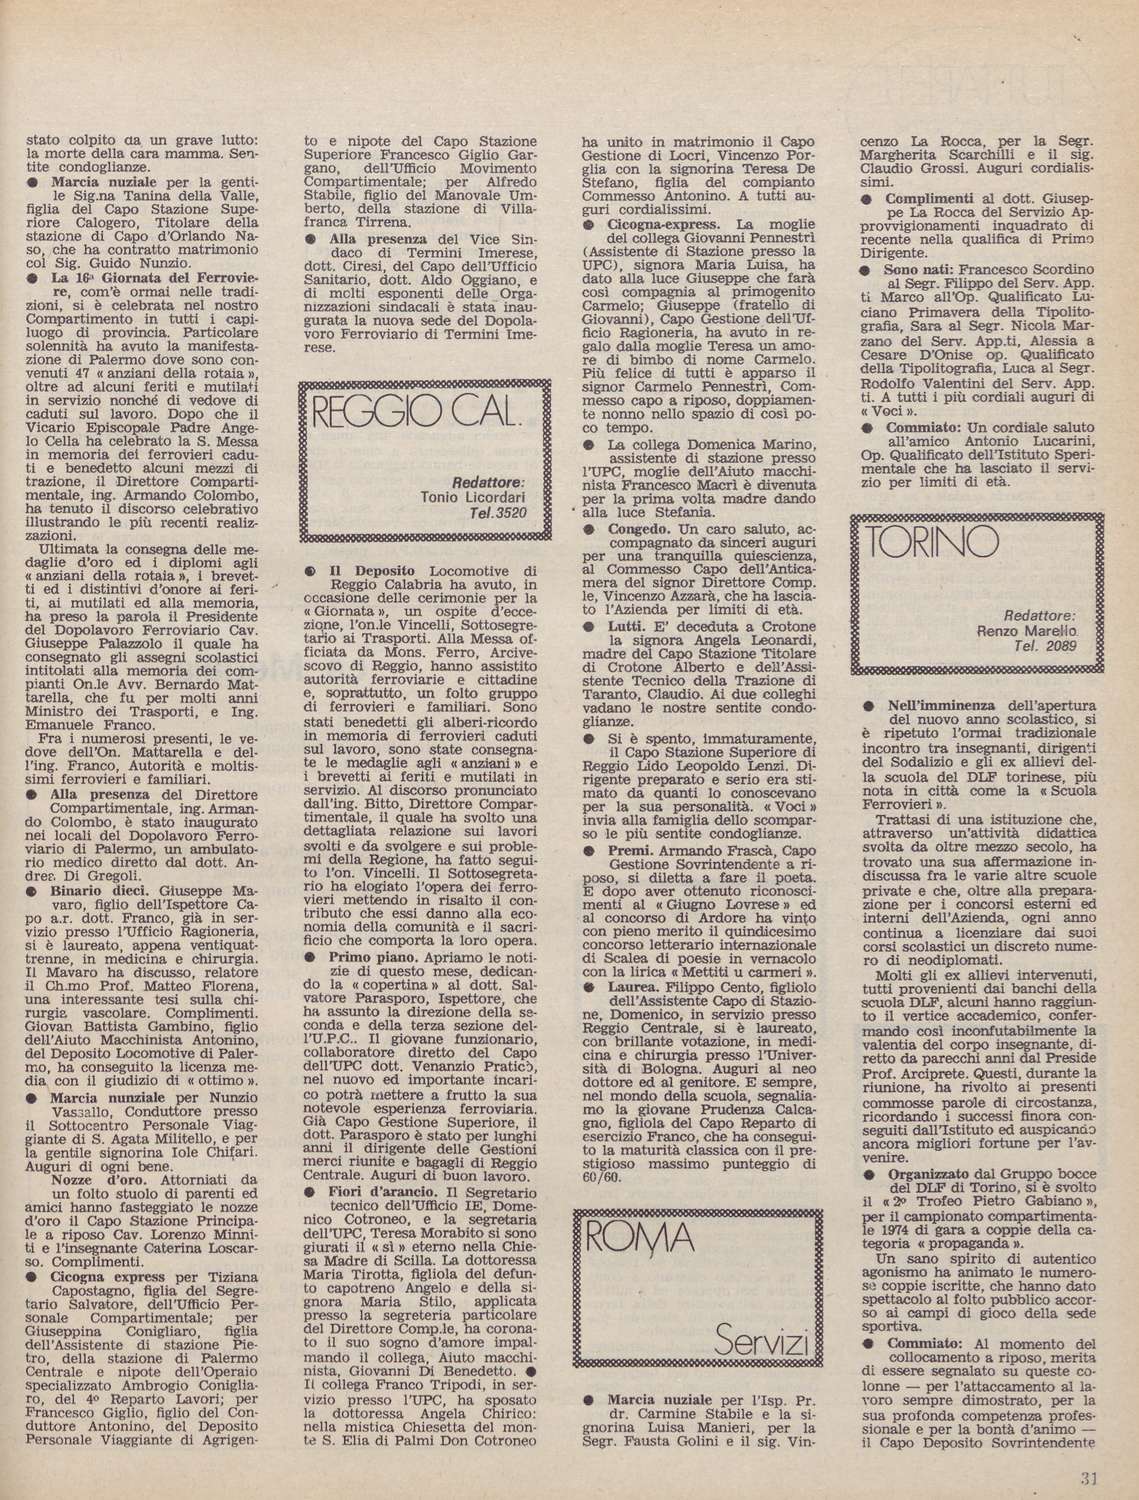 stato colpito da un grave lutto:
la morte della cara mamma. Sen-
tite condoglianze.
● Marcia nuziale per la genti-
le Sig.na Tanina della Valle,
figlia del Capo Stazione Supe-
riore Calogero, Titolare della
stazione di Capo d'Orlando Na-
so, che ha contratto matrimonio
col Sig. Guido Nunzio.
● La 16ª Giornata del Ferrovie-
re, com'è ormai nelle tradi-
zioni, si è celebrata nel nostro
Compartimento in tutti i capi-
luogo di provincia. Particolare
solennità ha avuto la manifesta-
zione di Palermo dove sono con-
venuti 47 « anziani della rotaia »,
oltre ad alcuni feriti e mutilati
in servizio nonché di vedove di
caduti sul lavoro. Dopo che il
Vicario Episcopale Padre Ange-
lo Cella ha celebrato la S. Messa
in memoria dei ferrovieri cadu-
ti e benedetto alcuni mezzi di
trazione, il Direttore Comparti-
mentale, ing. Armando Colombo,
ha tenuto il discorso celebrativo
illustrando le più recenti realiz-
zazioni.
Ultimata la consegna delle me-
daglie d'oro ed i diplomi agli
« anziani della rotaia », i brevet-
ti ed i distintivi d'onore ai feri-
ti, ai mutilati ed alla memoria,
ha preso la parola il Presidente
del Dopolavoro Ferroviario Cav.
Giuseppe Palazzolo il quale ha
consegnato gli assegni scolastici
intitolati alla memoria dei com-
pianti On.le Avv. Bernardo Mat-
tarella, che fu per molti anni
Ministro dei Trasporti, e Ing.
Emanuele Franco.
Fra i numerosi presenti, le ve-
dove dell'On. Mattarella e del-
l'ing. Franco, Autorità e moltis-
simi ferrovieri e familiari.
● Alla presenza del Direttore
Compartimentale, ing. Arman-
do Colombo, è stato inaugurato
nei locali del Dopolavoro Ferro-
viario di Palermo, un ambulato-
rio medico diretto dal dott. An-
drea Di Gregoli.
● Binario dieci. Giuseppe Ma-
varo, figlio dell'Ispettore Ca-
po a.r. dott. Franco, già in ser-
vizio presso l'Ufficio Ragioneria,
si è laureato, appena ventiquat-
trenne, in medicina e chirurgia.
Il Mavaro ha discusso, relatore
il Ch.mo Prof. Matteo Florena,
una interessante tesi sulla chi-
rurgia vascolare. Complimenti.
Giovan Battista Gambino, figlio
dell'Aiuto Macchinista Antonino,
del Deposito Locomotive di Paler-
mo, ha conseguito la licenza me-
dia con il giudizio di « ottimo ».
● Marcia nunziale per Nunzio
Vassallo, Conduttore presso
il Sottocentro Personale Viag-
giante di S. Agata Militello, e per
la gentile signorina Iole Chifari.
Auguri di ogni bene.
Nozze d'oro. Attorniati da
un folto stuolo di parenti ed
amici hanno festeggiato le nozze
d'oro il Capo Stazione Principa-
le a riposo Cav. Lorenzo Minni-
ti e l'insegnante Caterina Loscar-
so. Complimenti.
● Cicogna express per Tiziana
Capostagno, figlia del Segre-
tario Salvatore, dell'Ufficio Per-
sonale Compartimentale; per
Giuseppina Conigliaro, figlia
dell'Assistente di stazione Pie-
tro, della stazione di Palermo
Centrale e nipote dell'Operaio
specializzato Ambrogio Coniglia-
ro, del 4º Reparto Lavori; per
Francesco Giglio, figlio del Con-
duttore Antonino, del Deposito
Personale Viaggiante di Agrigen-
to e nipote del Capo Stazione
Superiore Francesco Giglio Gar-
gano, dell'Ufficio Movimento
Compartimentale; per Alfredo
Stabile, figlio del Manovale Um-
berto, della stazione di Villa-
franca Tirrena.
● Alla presenza del Vice Sin-
daco di Termini Imerese,
dott. Ciresi, del Capo dell'Ufficio
Sanitario, dott. Aldo Oggiano, e
di molti esponenti delle Orga-
nizzazioni sindacali è stata inau-
gurata la nuova sede del Dopola-
voro Ferroviario di Termini Ime-
rese.
REGGIO CAL.
Redattore:
Tonio Licordari
Tel. 3520
● Il Deposito Locomotive di
Reggio Calabria ha avuto, in
occasione delle cerimonie per la
« Giornata », un ospite d'ecce-
zione, l'on.le Vincelli, Sottosegre-
tario ai Trasporti. Alla Messa of-
ficiata da Mons. Ferro, Arcive-
scovo di Reggio, hanno assistito
autorità ferroviarie e cittadine
e, soprattutto, un folto gruppo
di ferrovieri e familiari. Sono
stati benedetti gli alberi-ricordo
in memoria di ferrovieri caduti
sul lavoro, sono state consegna-
te le medaglie agli « anziani » e
i brevetti ai feriti e mutilati in
servizio. Al discorso pronunciato
dall'ing. Bitto, Direttore Compar-
timentale, il quale ha svolto una
dettagliata relazione sui lavori
svolti e da svolgere e sui proble-
mi della Regione, ha fatto segui-
to l'on. Vincelli. Il Sottosegreta-
rio ha elogiato l'opera dei ferro-
vieri mettendo in risalto il con-
tributo che essi danno alla eco-
nomia della comunità e il sacri-
ficio che comporta la loro opera.
● Primo piano. Apriamo le noti-
zie di questo mese, dedican-
do la « copertina » al dott. Sal-
vatore Parasporo, Ispettore, che
ha assunto la direzione della se-
conda e della terza sezione del-
l'U.P.C.. Il giovane funzionario,
collaboratore diretto del Capo
dell'UPC dott. Venanzio Praticò,
nel nuovo ed importante incari-
co potrà mettere a frutto la sua
notevole esperienza ferroviaria.
Già Capo Gestione Superiore, il
dott. Parasporo è stato per lunghi
anni il dirigente delle Gestioni
merci riunite e bagagli di Reggio
Centrale. Auguri di buon lavoro.
● Fiori d'arancio. Il Segretario
tecnico dell'Ufficio IE, Dome-
nico Cotroneo, e la segretaria
dell'UPC, Teresa Morabito si sono
giurati il « sì » eterno nella Chie-
sa Madre di Scilla. La dottoressa
Maria Tirotta, figliola del defun-
to capotreno Angelo e della si-
gnora Maria Stilo, applicata
presso la segreteria particolare
del Direttore Comp.le, ha corona-
to il suo sogno d'amore impal-
mando il collega, Aiuto macchi-
nista, Giovanni Di Benedetto. ●
Il collega Franco Tripodi, in ser-
vizio presso l'UPC, ha sposato
la dottoressa Angela Chirico:
nella mistica Chiesetta del mon-
te S. Elia di Palmi Don Cotroneo
ha unito in matrimonio il Capo
Gestione di Locri, Vincenzo Por-
glia con la signorina Teresa De
Stefano, figlia del compianto
Commesso Antonino. A tutti au-
guri cordialissimi.
● Cicogna-express. La moglie
del collega Giovanni Pennestrì
(Assistente di Stazione presso la
UPC), signora Maria Luisa, ha
dato alla luce Giuseppe che farà
così compagnia al primogenito
Carmelo; Giuseppe (fratello di
Giovanni), Capo Gestione dell'Uf-
ficio Ragioneria, ha avuto in re-
galo dalla moglie Teresa un amo-
re di bimbo di nome Carmelo.
Più felice di tutti è apparso il
signor Carmelo Pennestrì, Com-
messo capo a riposo, doppiamen-
te nonno nello spazio di così po-
co tempo.
● La collega Domenica Marino,
assistente di stazione presso
l'UPC, moglie dell'Aiuto macchi-
nista Francesco Macrì è divenuta
per la prima volta madre dando
alla luce Stefania.
● Congedo. Un caro saluto, ac-
compagnato da sinceri auguri
per una tranquilla quiescienza,
al Commesso Capo dell'Antica-
mera del signor Direttore Comp.
le, Vincenzo Azzarà, che ha lascia-
to l'Azienda per limiti di età.
● Lutti. E' deceduta a Crotone
la signora Angela Leonardi,
madre del Capo Stazione Titolare
di Crotone Alberto e dell'Assi-
stente Tecnico della Trazione di
Taranto, Claudio. Ai due colleghi
vadano le nostre sentite condo-
glianze.
● Si è spento, immaturamente,
il Capo Stazione Superiore di
Reggio Lido Leopoldo Lenzi. Di-
rigente preparato e serio era sti-
mato da quanti lo conoscevano
per la sua personalità. « Voci »
invia alla famiglia dello scompar-
so le più sentite condoglianze.
● Premi. Armando Frascà, Capo
Gestione Sovrintendente a ri-
poso, si diletta a fare il poeta.
E dopo aver ottenuto riconosci-
menti al « Giugno Lovrese » ed
al concorso di Ardore ha vinto
con pieno merito il quindicesimo
concorso letterario internazionale
di Scalea di poesie in vernacolo
con la lirica « Mettiti u carmeri ».
● Laurea. Filippo Cento, figliolo
dell'Assistente Capo di Stazio-
ne, Domenico, in servizio presso
Reggio Centrale, si è laureato,
con brillante votazione, in medi-
cina e chirurgia presso l'Univer-
sità di Bologna. Auguri al neo
dottore ed al genitore. E sempre,
nel mondo della scuola, segnalia-
mo la giovane Prudenza Calca-
gno, figliola del Capo Reparto di
esercizio Franco, che ha consegui-
to la maturità classica con il pre-
stigioso massimo punteggio di
60/60.
ROMA
Servizi
● Marcia nuziale per l'Isp. Pr.
dr. Carmine Stabile e la si-
gnorina Luisa Manieri, per la
Segr. Fausta Golini e il sig. Vin-
cenzo La Rocca, per la Segr.
Margherita Scarchilli e il sig.
Claudio Grossi. Auguri cordialis-
simi.
● Complimenti al dott. Giusep-
pe La Rocca del Servizio Ap-
provvigionamenti inquadrato di
recente nella qualifica di Primo
Dirigente.
● Sono nati: Francesco Scordino
al Segr. Filippo del Serv. App.
ti Marco all'Op. Qualificato Lu-
ciano Primavera della Tipolito-
grafia, Sara al Segr. Nicola Mar-
zano del Serv. App.ti, Alessia a
Cesare D'Onise op. Qualificato
della Tipolitografia, Luca al Segr.
Rodolfo Valentini del Serv. App.
ti. A tutti i più cordiali auguri di
« Voci ».
● Commiato: Un cordiale saluto
all'amico Antonio Lucarini,
Op. Qualificato dell'Istituto Speri-
mentale che ha lasciato il servi-
zio per limiti di età.
TORINO
Redattore:
Renzo Marello
Tel. 2089
● Nell'imminenza dell'apertura
del nuovo anno scolastico, si
è ripetuto l'ormai tradizionale
incontro tra insegnanti, dirigenti
del Sodalizio e gli ex allievi del-
la scuola del DLF torinese, più
nota in città come la « Scuola
Ferrovieri ».
Trattasi di una istituzione che,
attraverso un'attività didattica
svolta da oltre mezzo secolo, ha
trovato una sua affermazione in-
discussa fra le varie altre scuole
private e che, oltre alla prepara-
zione per i concorsi esterni ed
interni dell'Azienda, ogni anno
continua a licenziare dai suoi
corsi scolastici un discreto nume-
ro di neodiplomati.
Molti gli ex allievi intervenuti,
tutti provenienti dai banchi della
scuola DLF, alcuni hanno raggiun-
to il vertice accademico, confer-
mando così inconfutabilmente la
valentia del corpo insegnante, di-
retto da parecchi anni dal Preside
Prof. Arciprete. Questi, durante la
riunione, ha rivolto ai presenti
commosse parole di circostanza,
ricordando i successi finora con-
seguiti dall'Istituto ed auspicando
ancora migliori fortune per l'av-
venire.
● Organizzato dal Gruppo bocce
del DLF di Torino, si è svolto
il « 2º Trofeo Pietro Gabiano »,
per il campionato compartimenta-
le 1974 di gara a coppie della ca-
tegoria « propaganda ».
Un sano spirito di autentico
agonismo ha animato le numero-
se coppie iscritte, che hanno dato
spettacolo al folto pubblico accor-
so ai campi di gioco della sede
sportiva.
● Commiato: Al momento del
collocamento a riposo, merita
di essere segnalato su queste co-
lonne — per l'attaccamento al la-
voro sempre dimostrato, per la
sua profonda competenza profes-
sionale e per la bontà d'animo —
il Capo Deposito Sovrintendente
31